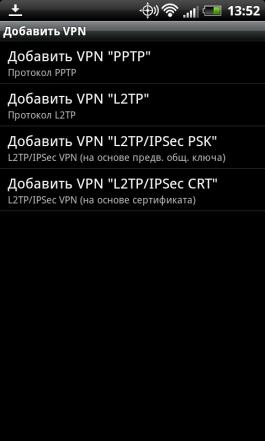 13:52
Добавить VPN
Добавить VPN "PPTP"
Протокол PPTP
Добавить VPN "L2TP"
Протокол L2TP
Добавить VPN "L2TP/IPSec PSK"
L2TP/IPSec VPN (на основе предв. общ. ключа)
Добавить VPN "L2TP/IPSec CRT"
L2TP/IPSec VPN (на основе сертификата)